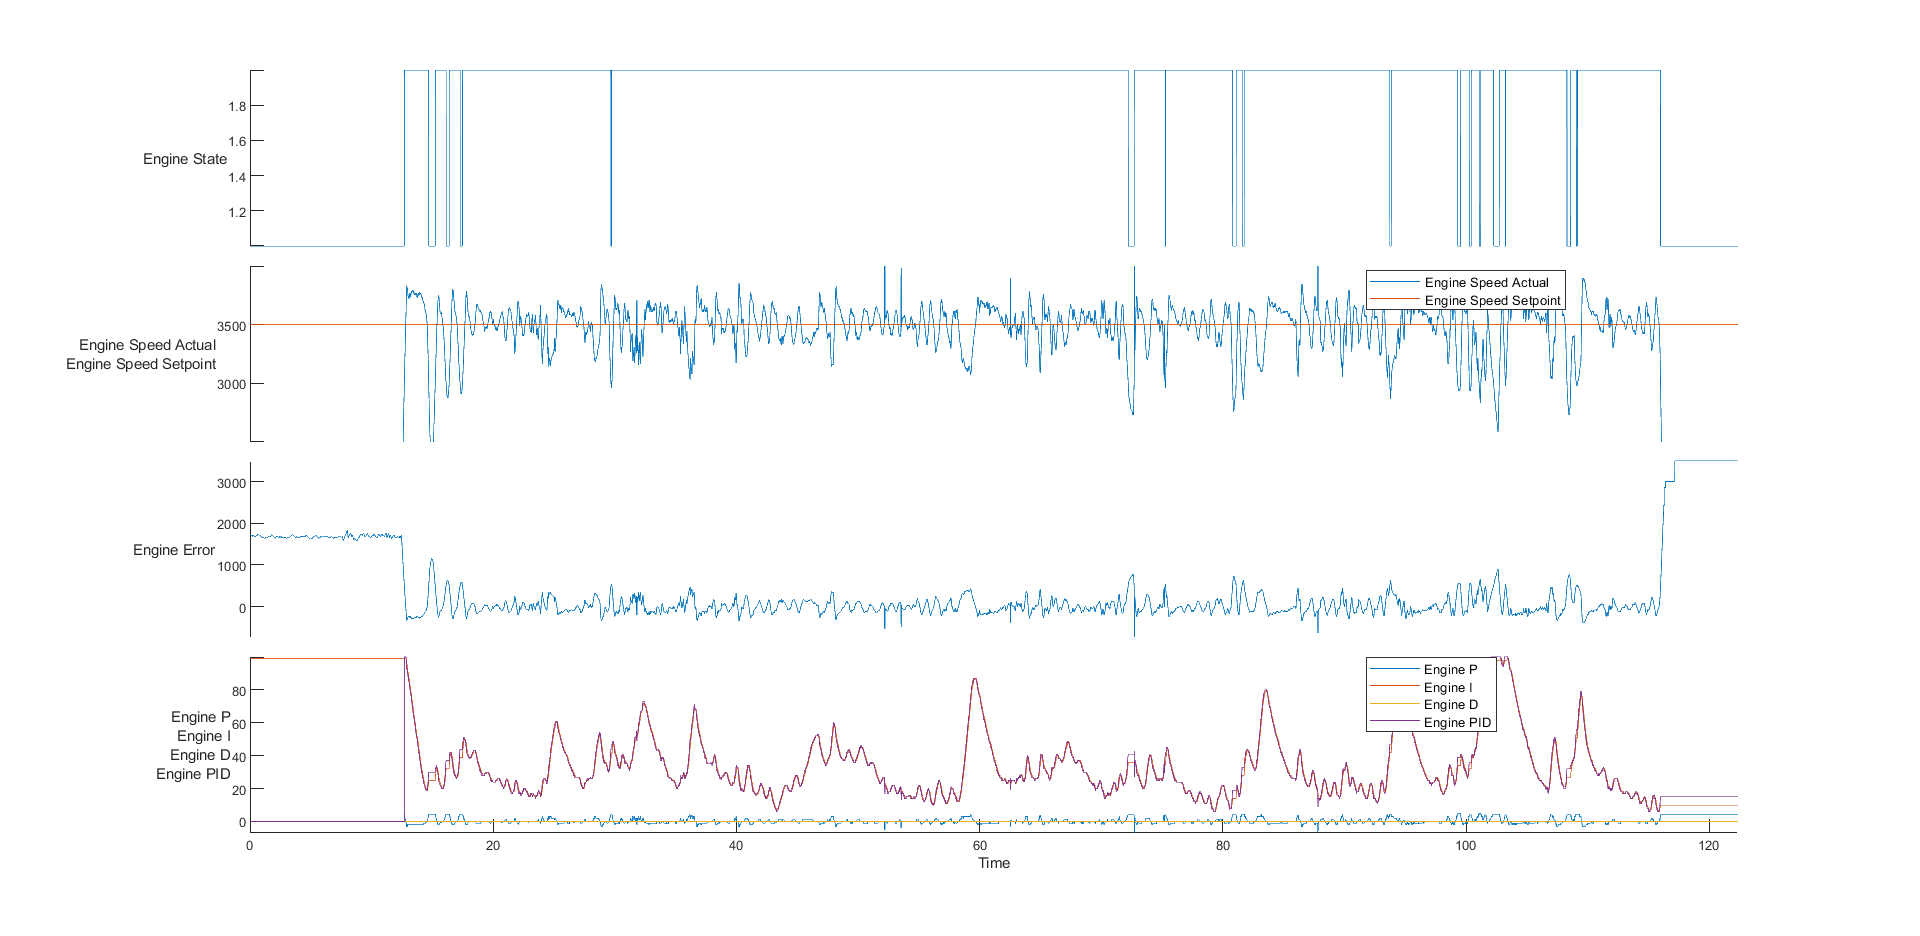 1.8
1.6
Engine State
1.4
1.2
Engine Speed Actual
Engine Speed Setpoint
3500
Engine Speed Actual
Engine Speed Setpoint
3000
3000
2000
Engine Error
1000
0
Engine P
Engine I
Engine D
Engine PID
80
60
40
20
0
Engine P
Engine I
Engine D
Engine PID
0
20
40
60
80
100
120
Time